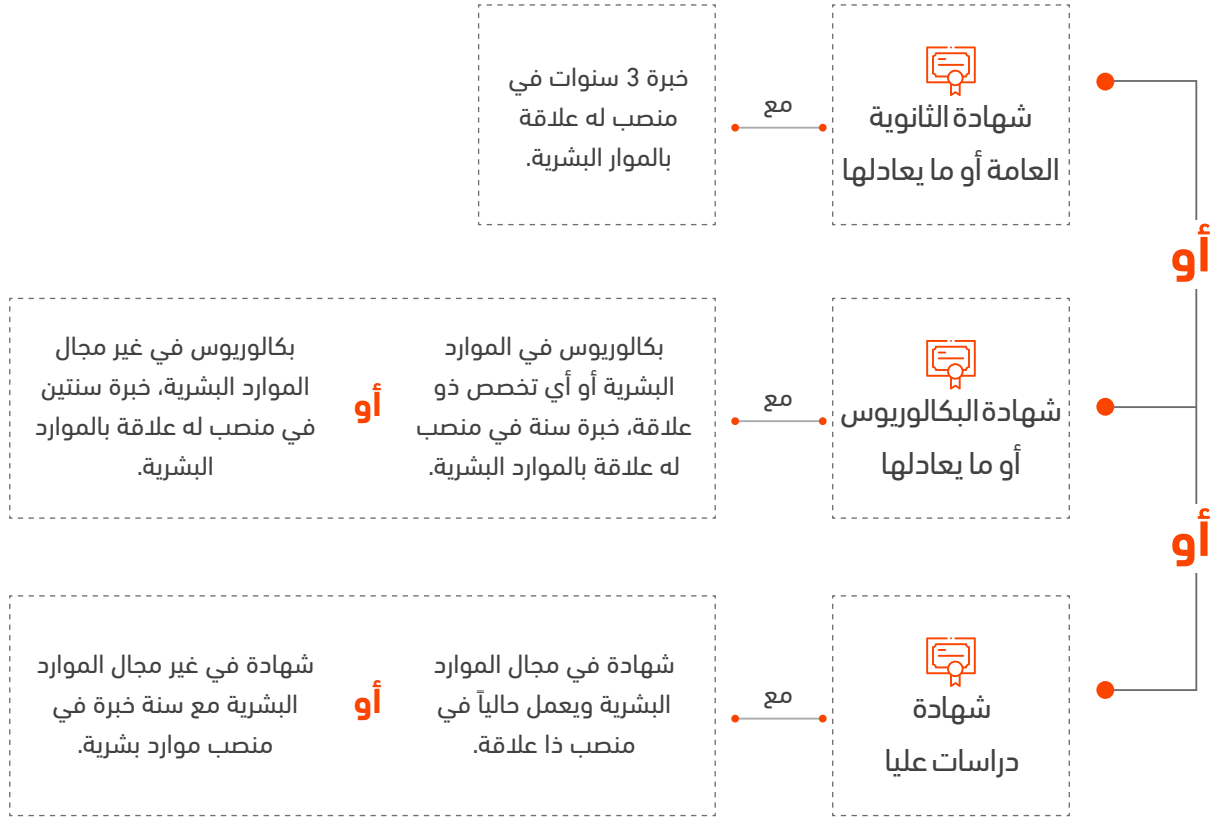 شهادة الثانوية
العامة أو ما يعادلها
مع
خبرة 3 سنوات في
منصب له علاقة
بالموار البشرية.
أو
شهادة البكالوريوس
أو ما يعادلها
مع
بكالوريوس في الموارد
البشرية أو أي تخصص ذو
علاقة، خبرة سنة في منصب
له علاقة بالموارد البشرية.
أو
بكالوريوس في غير مجال
الموارد البشرية، خبرة سنتين
في منصب له علاقة بالموارد
البشرية.
أو
شهادة
دراسات عليا
مع
شهادة في مجال الموارد
البشرية ويعمل حالياً في
منصب ذا علاقة.
أو
شهادة في غير مجال الموارد
البشرية مع سنة خبرة في
منصب موارد بشرية.